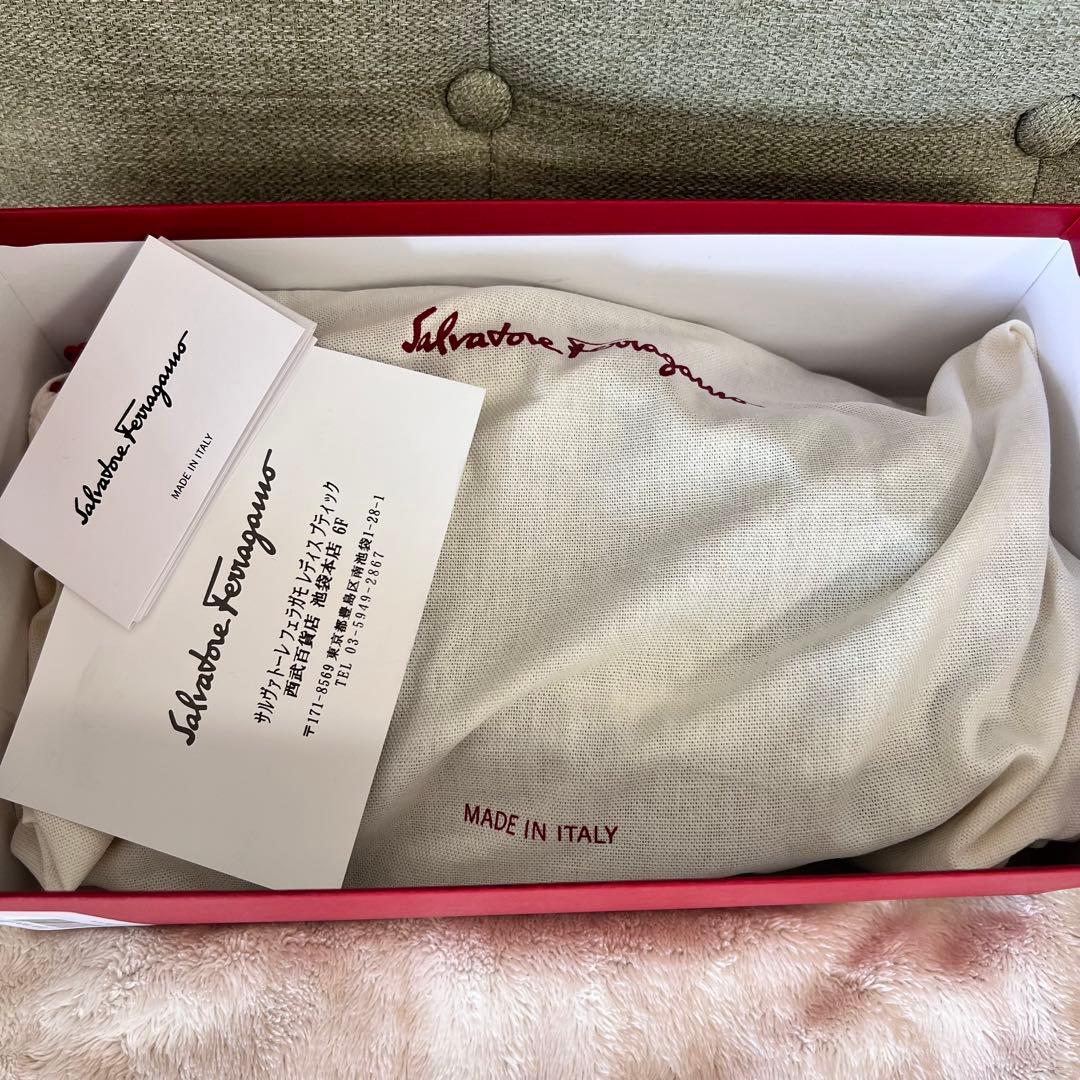 Salvatore Ferragamo
MADE IN ITALY
Salvatore Ferragamo
サルヴァトーレ フェラガモ レディス ブティック
西武百貨店 池袋本店 6F
〒171-8569 東京都豊島区南池袋1-28-1
TEL 03-5949-2867
Salvatore Ferragamo
MADE IN ITALY